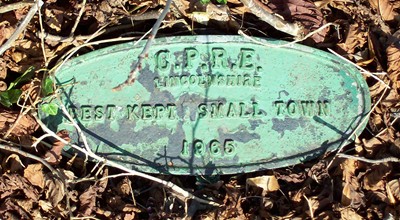 C.P.R.E.
LINCOLNSHIRE
BEST KEPT SMALL TOWN
1965